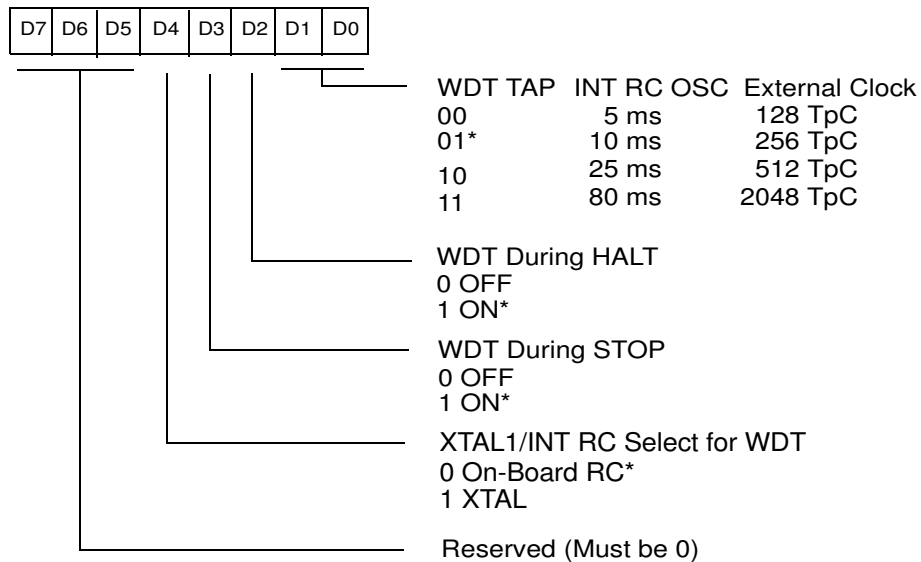 D7 D6 D5 D4 D3 D2 D1 D0
WDT TAP INT RC OSC External Clock
00 5 ms 128 TpC
01* 10 ms 256 TpC
10 25 ms 512 TpC
11 80 ms 2048 TpC
WDT During HALT
0 OFF
1 ON*
WDT During STOP
0 OFF
1 ON*
XTAL1/INT RC Select for WDT
0 On-Board RC*
1 XTAL
Reserved (Must be 0)